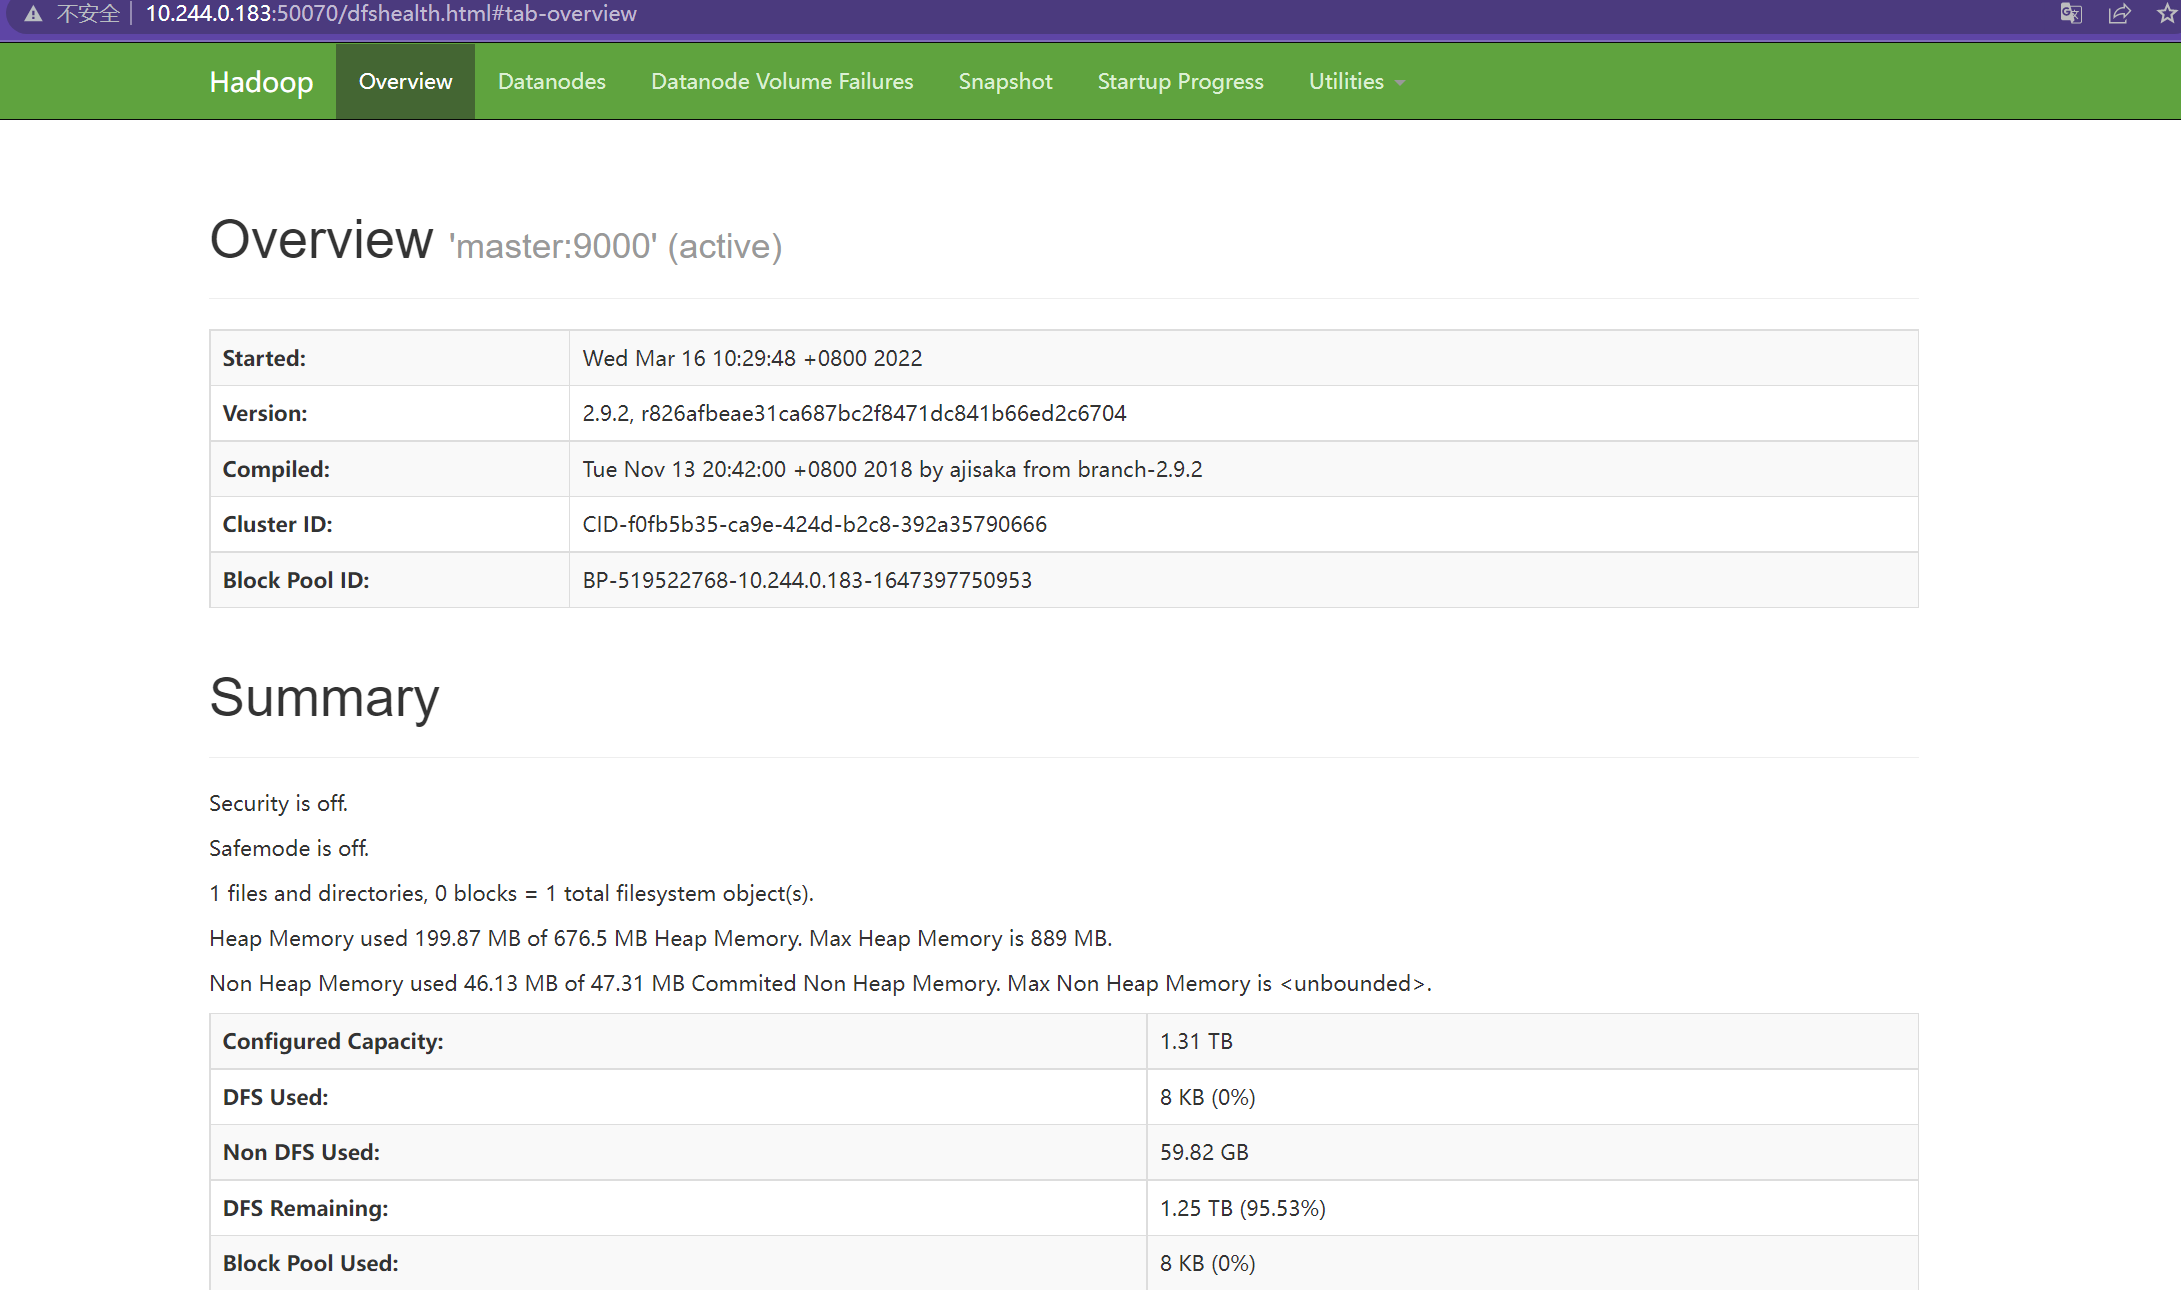 不安全 10.244.0.183:50070/dfshealth.html#tab-overview
Hadoop Overview Datanodes Datanode Volume Failures Snapshot Startup Progress Utilities
Overview 'master:9000' (active)
Started: Wed Mar 16 10:29:48 +0800 2022
Version: 2.9.2, r826afbeae31ca687bc2f8471dc841b66ed2c6704
Compiled: Tue Nov 13 20:42:00 +0800 2018 by ajisaka from branch-2.9.2
Cluster ID: CID-f0fb5b35-ca9e-424d-b2c8-392a35790666
Block Pool ID: BP-519522768-10.244.0.183-1647397750953
Summary
Security is off.
Safemode is off.
1 files and directories, 0 blocks = 1 total filesystem object(s).
Heap Memory used 199.87 MB of 676.5 MB Heap Memory. Max Heap Memory is 889 MB.
Non Heap Memory used 46.13 MB of 47.31 MB Commited Non Heap Memory. Max Non Heap Memory is <unbounded>.
Configured Capacity: 1.31 TB
DFS Used: 8 KB (0%)
Non DFS Used: 59.82 GB
DFS Remaining: 1.25 TB (95.53%)
Block Pool Used: 8 KB (0%)